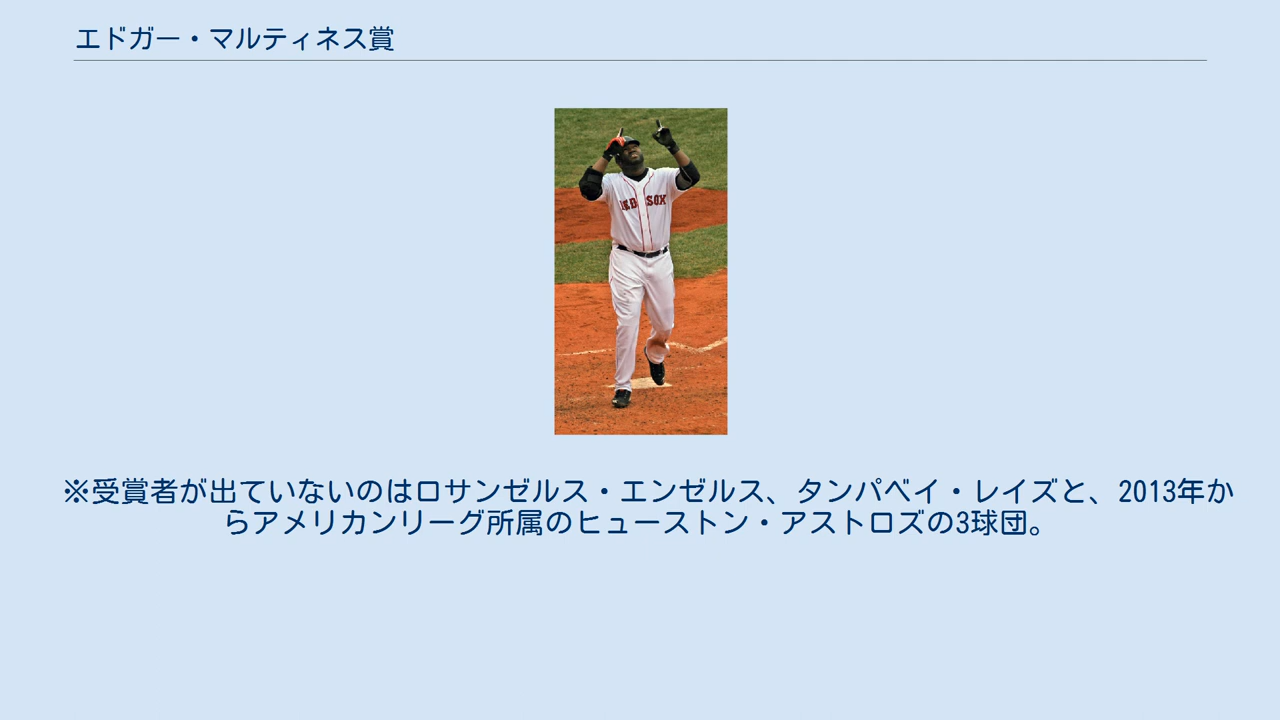 エドガー・マルティネス賞
RED SOX
※受賞者が出ていないのはロサンゼルス・エンゼルス、タンパベイ・レイズと、2013年か
らアメリカンリーグ所属のヒューストン・アストロズの3球団。